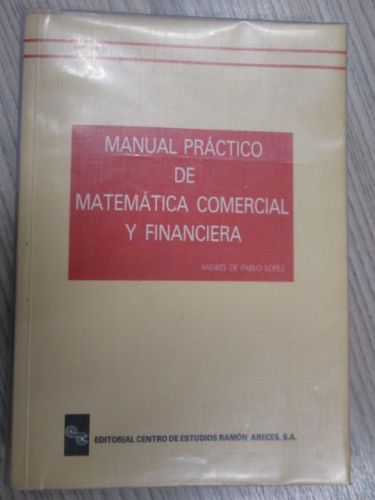 MANUAL PRÁCTICO
DE
MATEMÁTICA COMERCIAL
Y FINANCIERA
ANDRÉS DE PABLO LÓPEZ
EDITORIAL CENTRO DE ESTUDIOS RAMÓN ARECES, S.A.